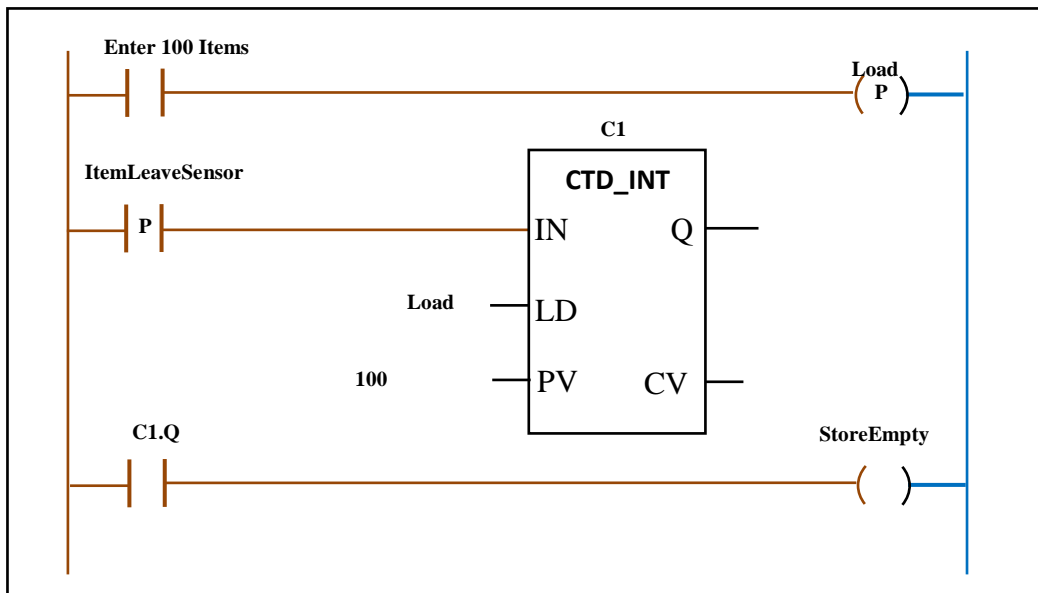 Enter 100 Items
Load
P
C1
ItemLeaveSensor
CTD_INT
P
IN
Q
Load
LD
100
PV
CV
C1.Q
StoreEmpty